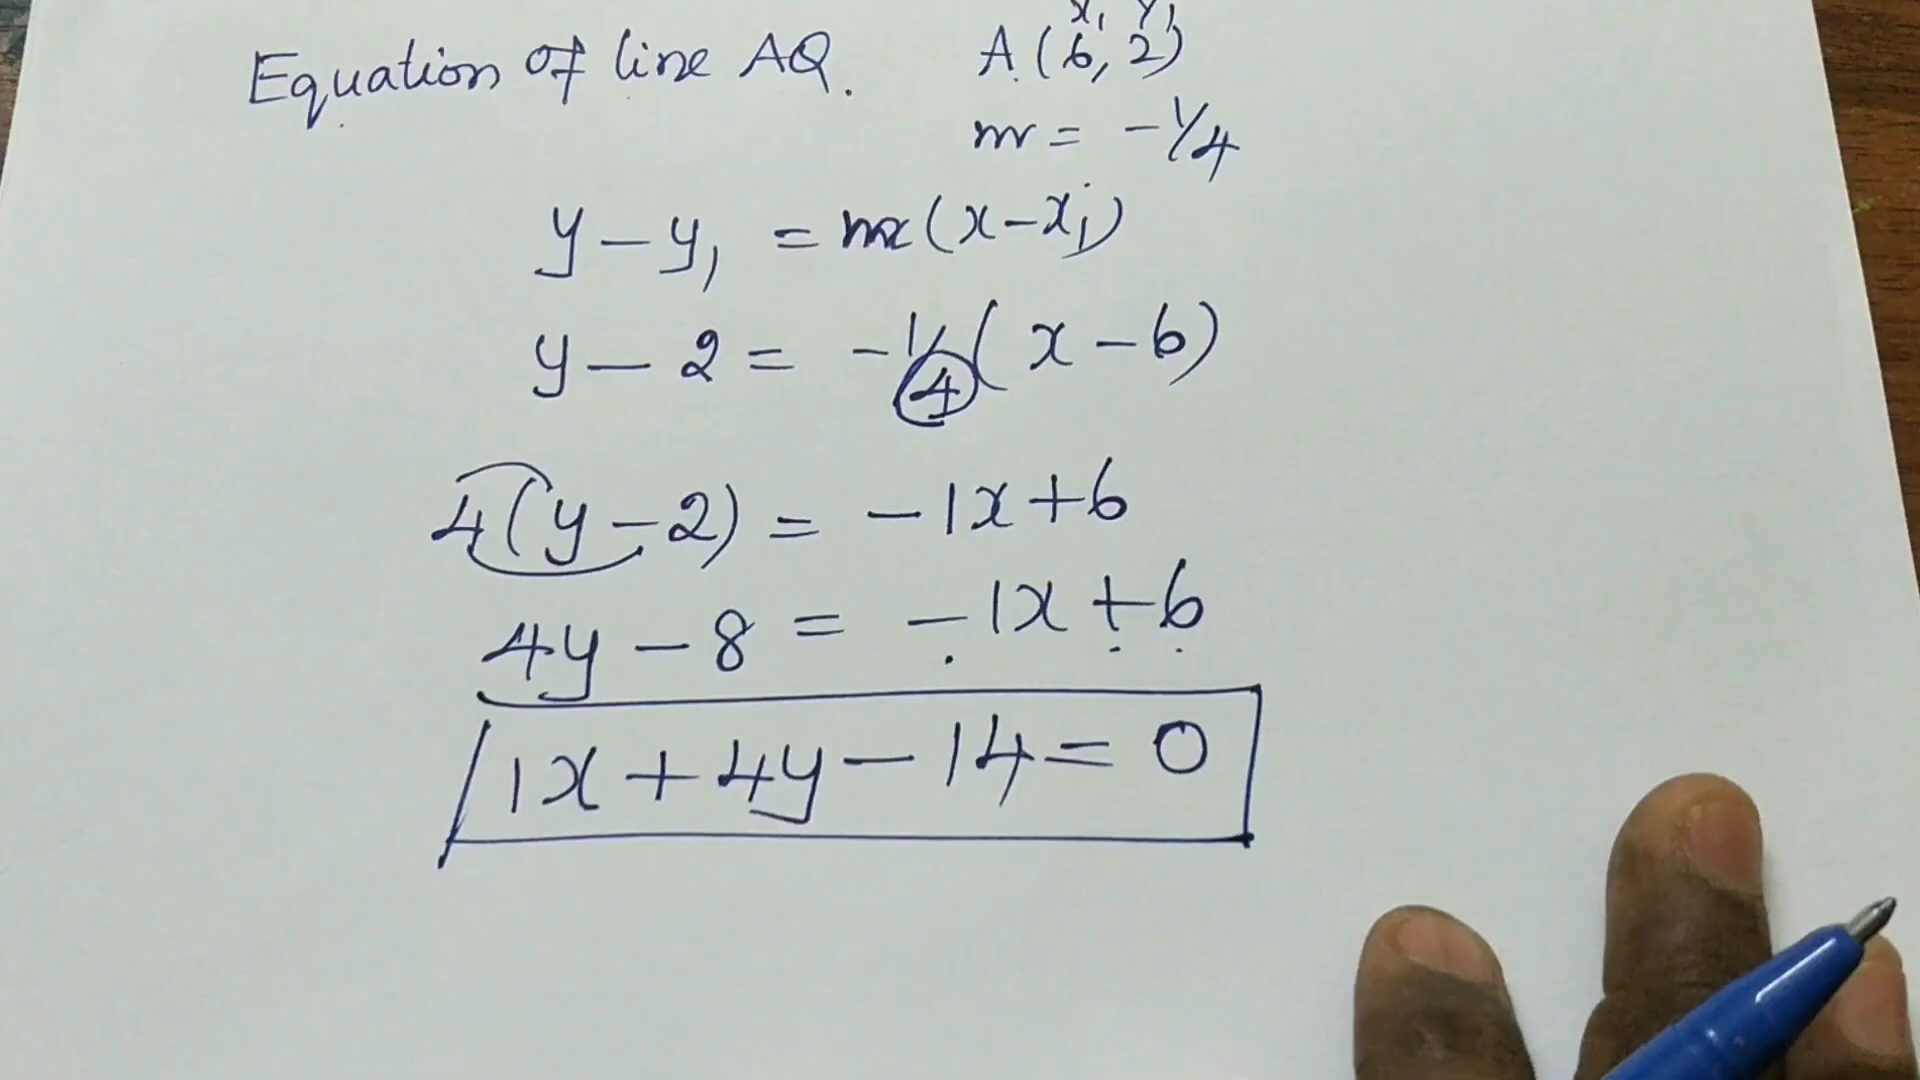 x₁ y₁
Equation of line AQ. A (6, 2)
m = -1/4
y - y₁ = m(x - x₁)
y - 2 = -1/4 (x - 6)
4(y - 2) = -1x + 6
4y - 8 = -1x + 6
1x + 4y - 14 = 0